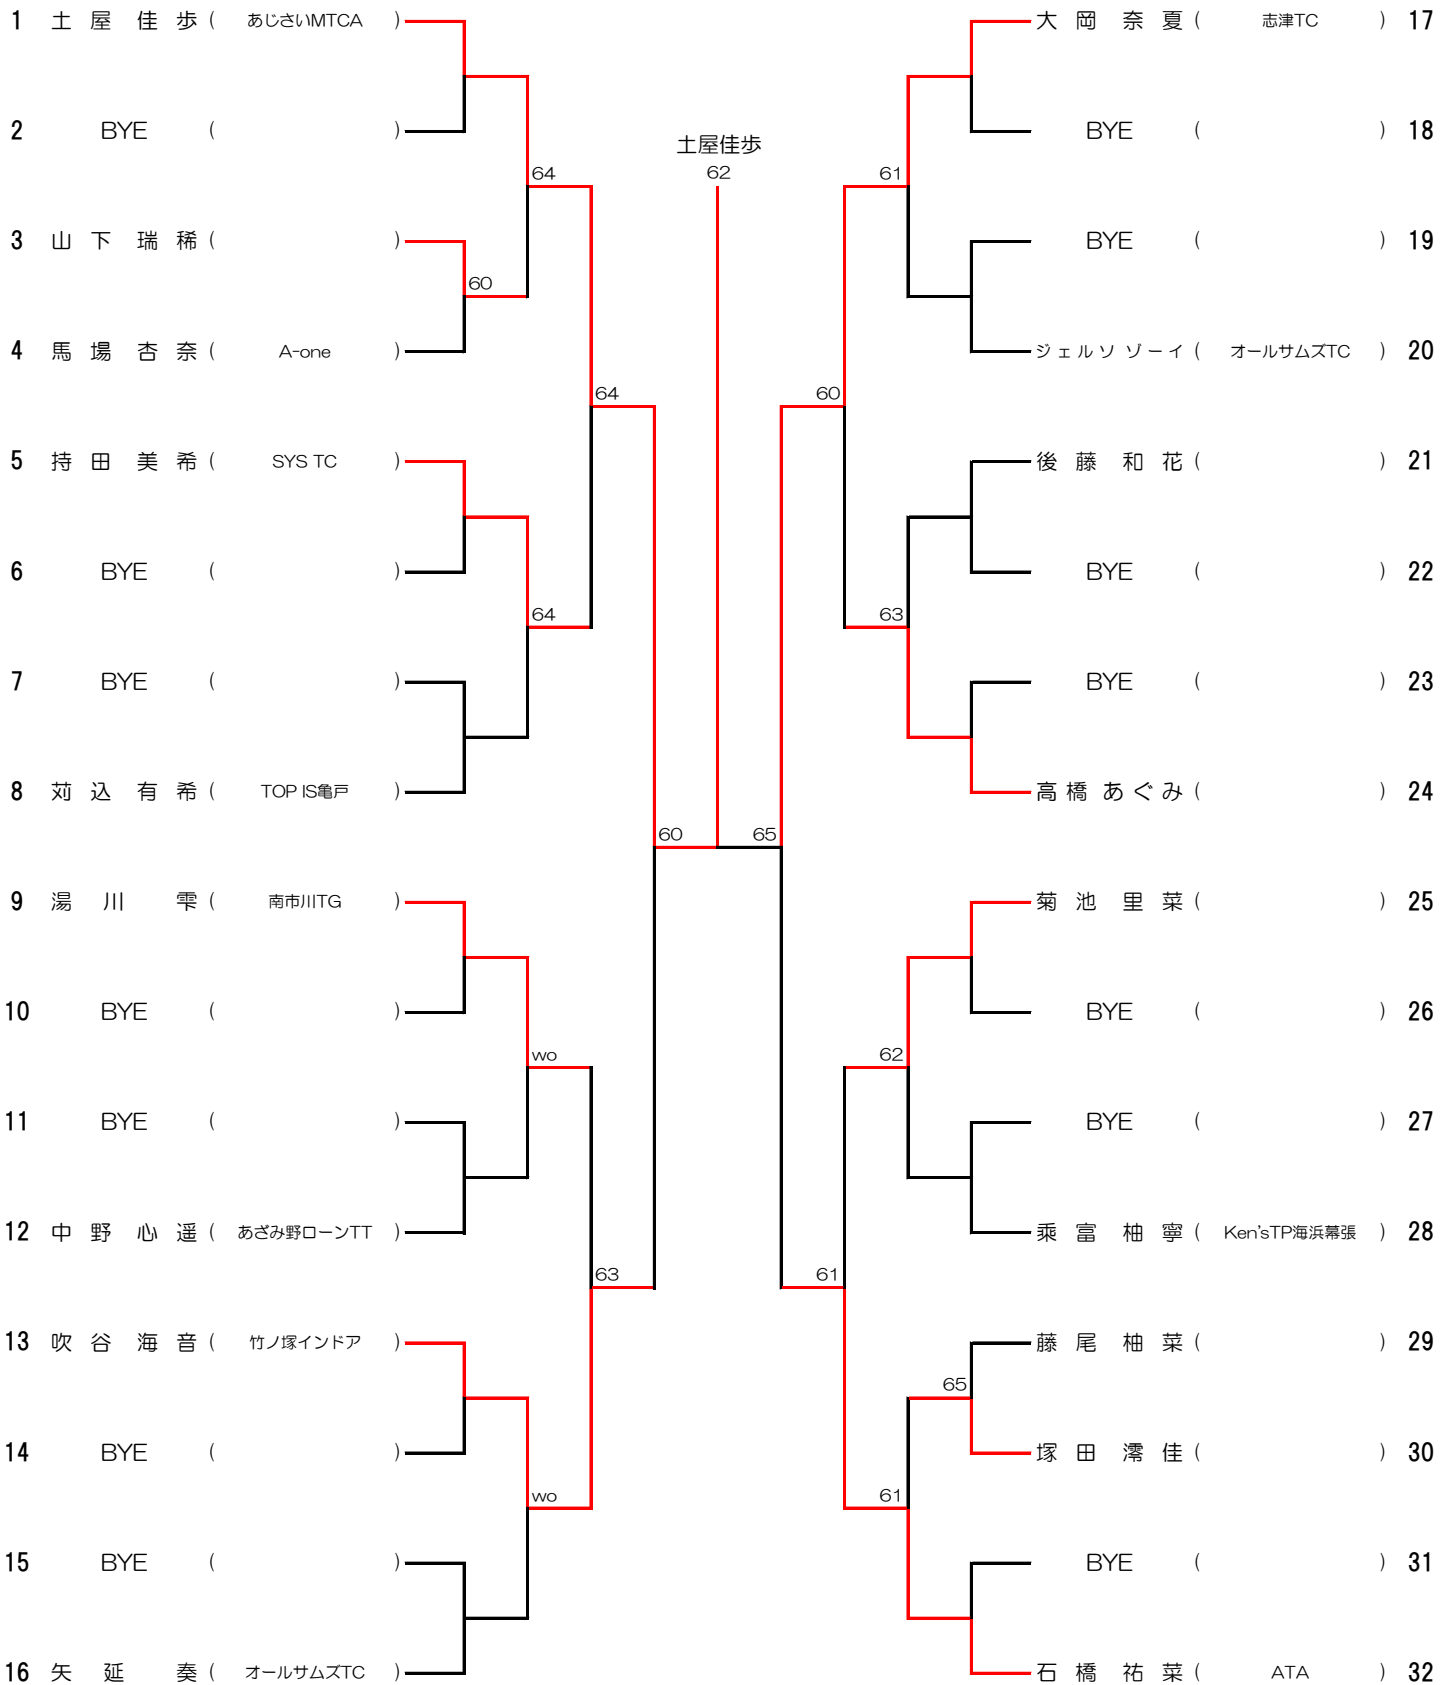 1 土屋 佳歩 ( あじさいMTCA )
2 BYE ( )
64
3 山下 瑞稀 ( )
60
4 馬場 杏奈 ( A-one )
64
5 持田 美希 ( SYS TC )
6 BYE ( )
64
7 BYE ( )
8 苅込 有希 ( TOP IS亀戸 )
60
9 湯川 雫 ( 南市川TG )
10 BYE ( )
wo
11 BYE ( )
12 中野 心遥 ( あざみ野ローンTT )
63
13 吹谷 海音 ( 竹ノ塚インドア )
14 BYE ( )
wo
15 BYE ( )
16 矢延 奏 ( オールサムズTC )
土屋佳歩
62
大岡 奈夏 ( 志津TC ) 17
BYE ( ) 18
61
BYE ( ) 19
ジェルソ ゾーイ ( オールサムズTC ) 20
60
後藤 和花 ( ) 21
BYE ( ) 22
63
BYE ( ) 23
高橋 あぐみ ( ) 24
65
菊池 里菜 ( ) 25
BYE ( ) 26
62
BYE ( ) 27
乘富 柚寧 ( Ken'sTP海浜幕張 ) 28
61
藤尾 柚菜 ( ) 29
65
塚田 澪佳 ( ) 30
61
BYE ( ) 31
石橋 祐菜 ( ATA ) 32